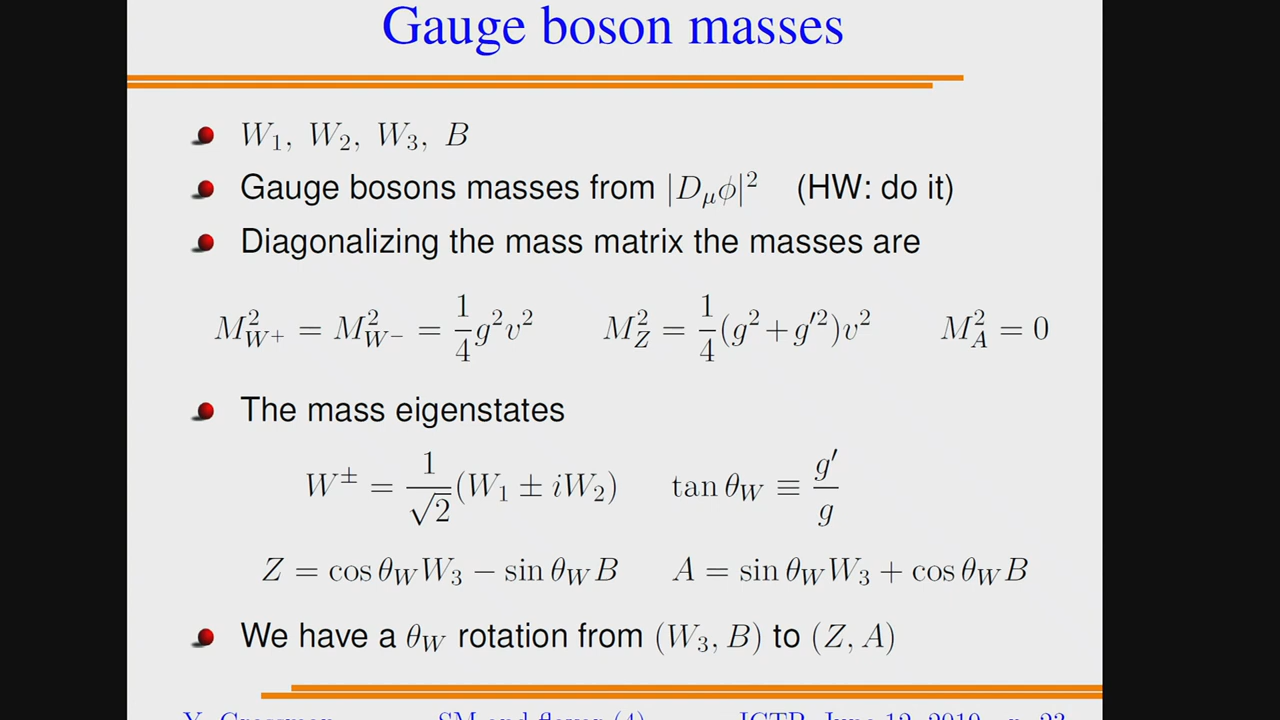 Gauge boson masses
W₁, W₂, W₃, B
Gauge bosons masses from |D_μϕ|² (HW: do it)
Diagonalizing the mass matrix the masses are
M²_{W⁺} = M²_{W⁻} = 1/4 g²v² M²_Z = 1/4 (g² + g′²)v² M²_A = 0
The mass eigenstates
W^± = 1/√2 (W₁ ± iW₂) tan θ_W ≡ g′/g
Z = cos θ_W W₃ − sin θ_W B A = sin θ_W W₃ + cos θ_W B
We have a θ_W rotation from (W₃, B) to (Z, A)
Y. Grossman SM and flavor (4) ICTP, June 12, 2019 p. 23